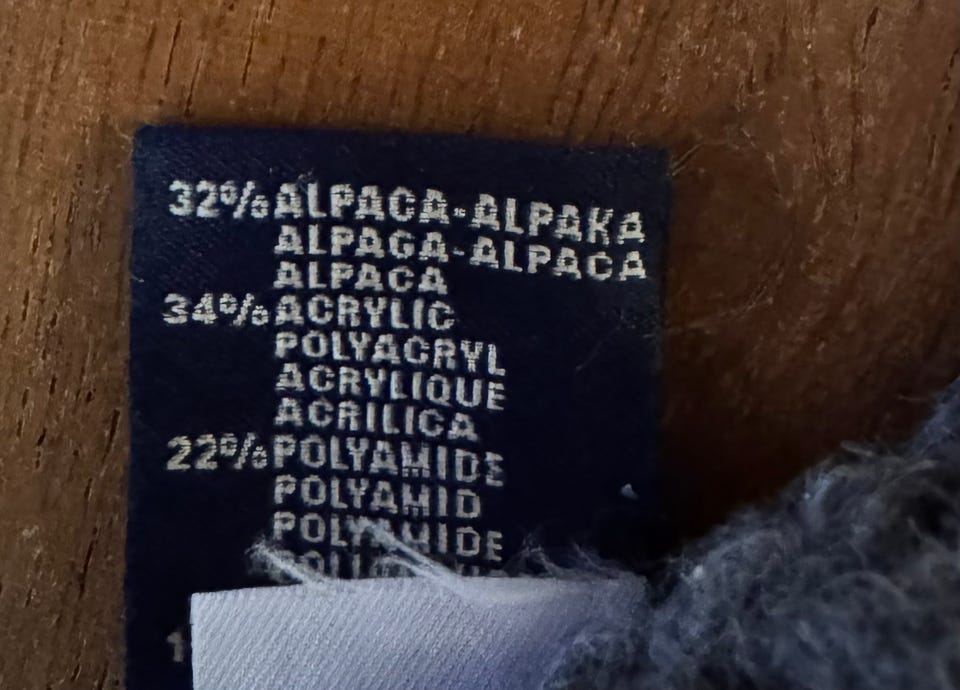 32% ALPACA-ALPAKA
ALPAGA-ALPACA
ALPACA
34% ACRYLIC
POLYACRYL
ACRYLIQUE
ACRILICA
22% POLYAMIDE
POLYAMID
POLYAMIDE